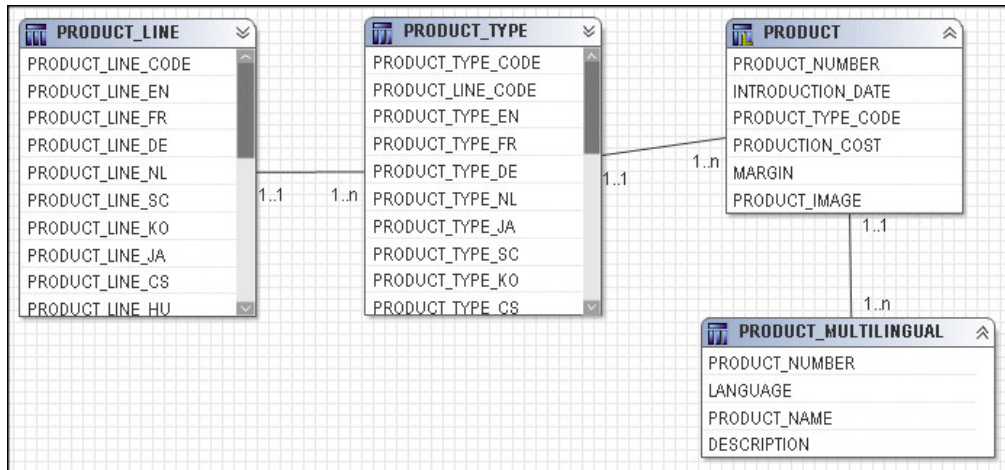 PRODUCT_LINE
PRODUCT_LINE_CODE
PRODUCT_LINE_EN
PRODUCT_LINE_FR
PRODUCT_LINE_DE
PRODUCT_LINE_NL
PRODUCT_LINE_SC
PRODUCT_LINE_KO
PRODUCT_LINE_JA
PRODUCT_LINE_CS
PRODUCT_LINE_HU
1..1
1..n
PRODUCT_TYPE
PRODUCT_TYPE_CODE
PRODUCT_LINE_CODE
PRODUCT_TYPE_EN
PRODUCT_TYPE_FR
PRODUCT_TYPE_DE
PRODUCT_TYPE_NL
PRODUCT_TYPE_JA
PRODUCT_TYPE_SC
PRODUCT_TYPE_KO
PRODUCT_TYPE_CS
1..1
1..n
PRODUCT
PRODUCT_NUMBER
INTRODUCTION_DATE
PRODUCT_TYPE_CODE
PRODUCTION_COST
MARGIN
PRODUCT_IMAGE
1..1
1..n
PRODUCT_MULTILINGUAL
PRODUCT_NUMBER
LANGUAGE
PRODUCT_NAME
DESCRIPTION